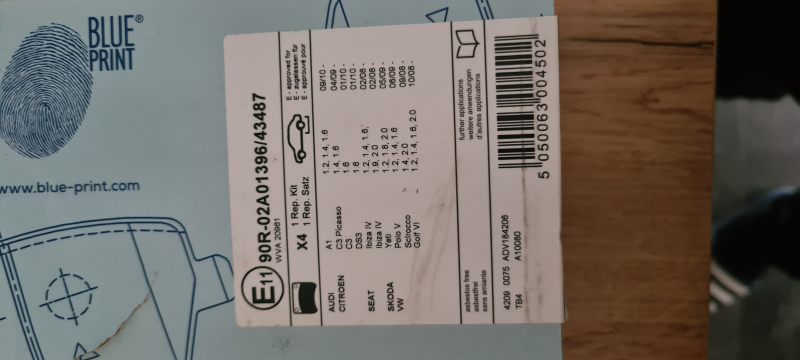 BLUE®
PRINT
www.blue-print.com
E11 90R-02A01396/43487
WVA 20961
X4 1 Rep. Kit
1 Rep. Satz
E - approved for
E - zugelassen für
E - approuvé pour
AUDI A1 1.2, 1.4, 1.6 09/10 -
CITROEN C3 Picasso 1.4, 1.6 04/09 -
C3 1.6 01/10 -
DS3 1.6 01/10 -
SEAT Ibiza IV 1.2, 1.4, 1.6, 02/08 -
Ibiza IV 1.9, 2.0 02/08 -
SKODA Yeti 1.2, 1.8, 2.0 05/09 -
VW Polo V 1.2, 1.4, 1.6 06/09 -
Scirocco 1.4, 2.0 09/08 -
Golf VI 1.2, 1.4, 1.6, 2.0 10/08 -
asbestos free
asbestfrei
sans amiante
further applications
weitere anwendungen
d'autres applications
4209 0075 ADV184206
TB4 A10080
5 050063 004502